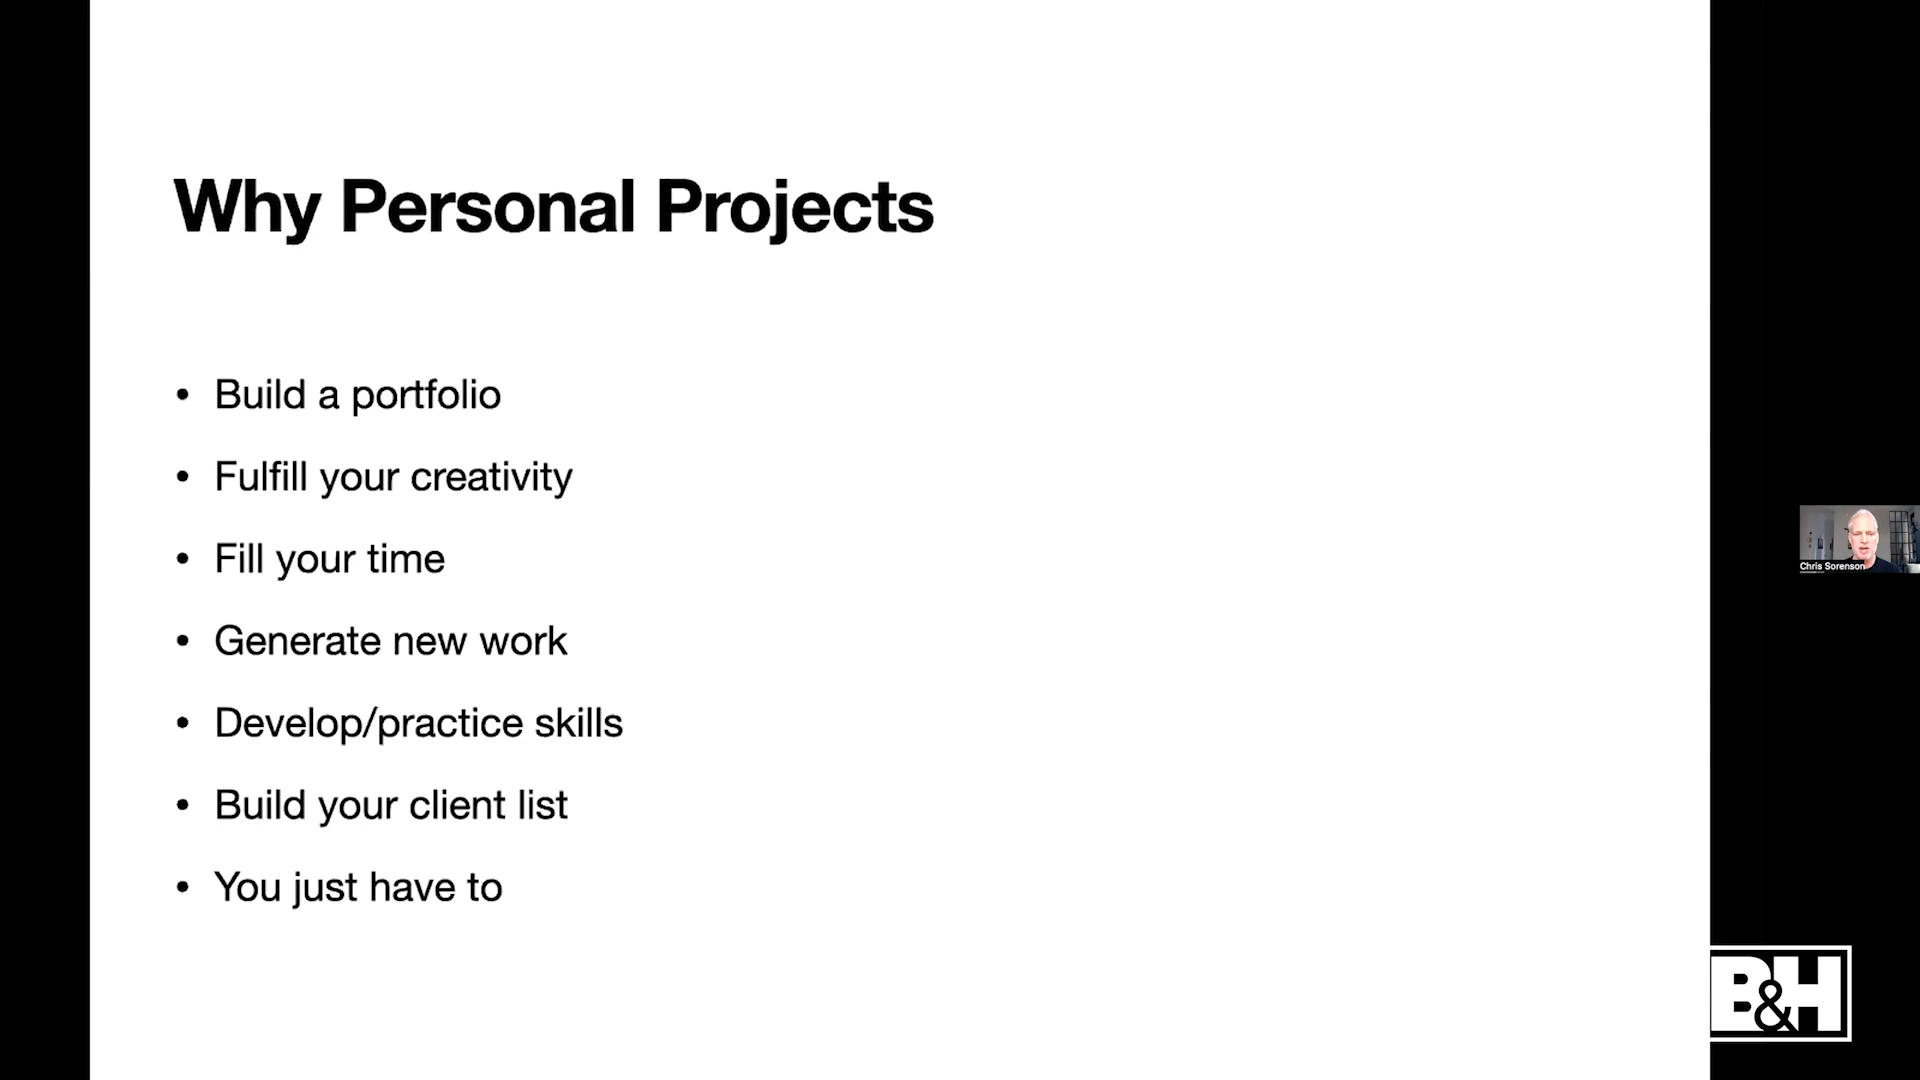 Why Personal Projects
• Build a portfolio
• Fulfill your creativity
• Fill your time
• Generate new work
• Develop/practice skills
• Build your client list
• You just have to
Chris Sorenson
B&H